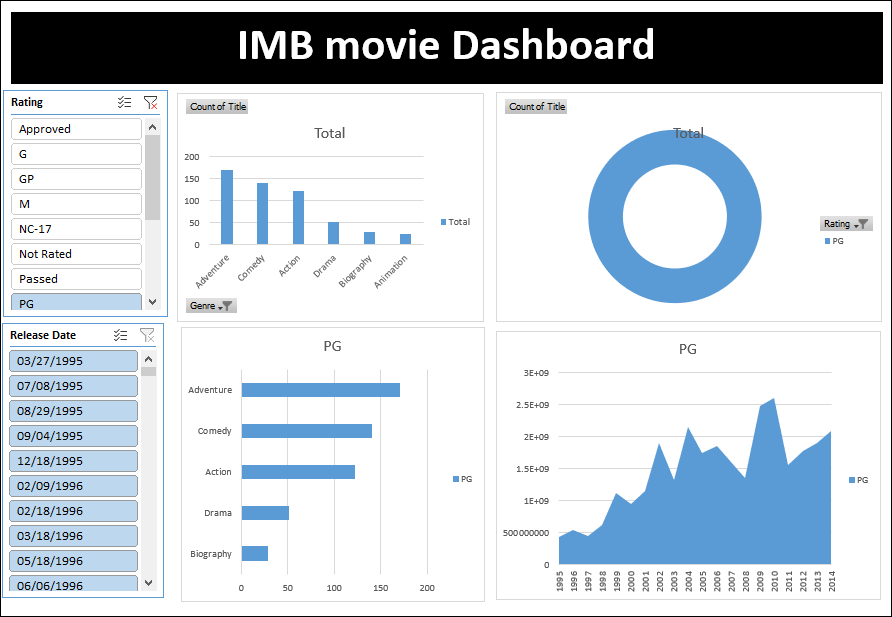 IMB movie Dashboard
Rating
Approved
G
GP
M
NC-17
Not Rated
Passed
PG
Release Date
03/27/1995
07/08/1995
08/29/1995
09/04/1995
12/18/1995
02/09/1996
02/18/1996
03/18/1996
05/18/1996
06/06/1996
Count of Title
Total
200
150
100
50
0
Adventure
Comedy
Action
Drama
Biography
Animation
Total
Genre
Count of Title
Total
Rating
PG
PG
Adventure
Comedy
Action
Drama
Biography
0 50 100 150 200
PG
PG
3E+09
2.5E+09
2E+09
1.5E+09
1E+09
500000000
0
1995 1996 1997 1998 1999 2000 2001 2002 2003 2004 2005 2006 2007 2008 2009 2010 2011 2012 2013 2014
PG